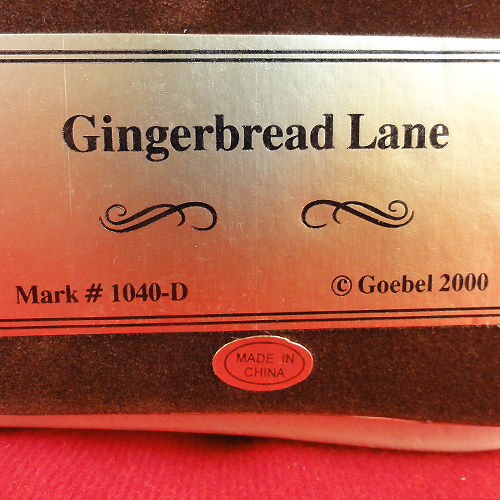 Gingerbread Lane
Mark # 1040-D
© Goebel 2000
MADE IN
CHINA